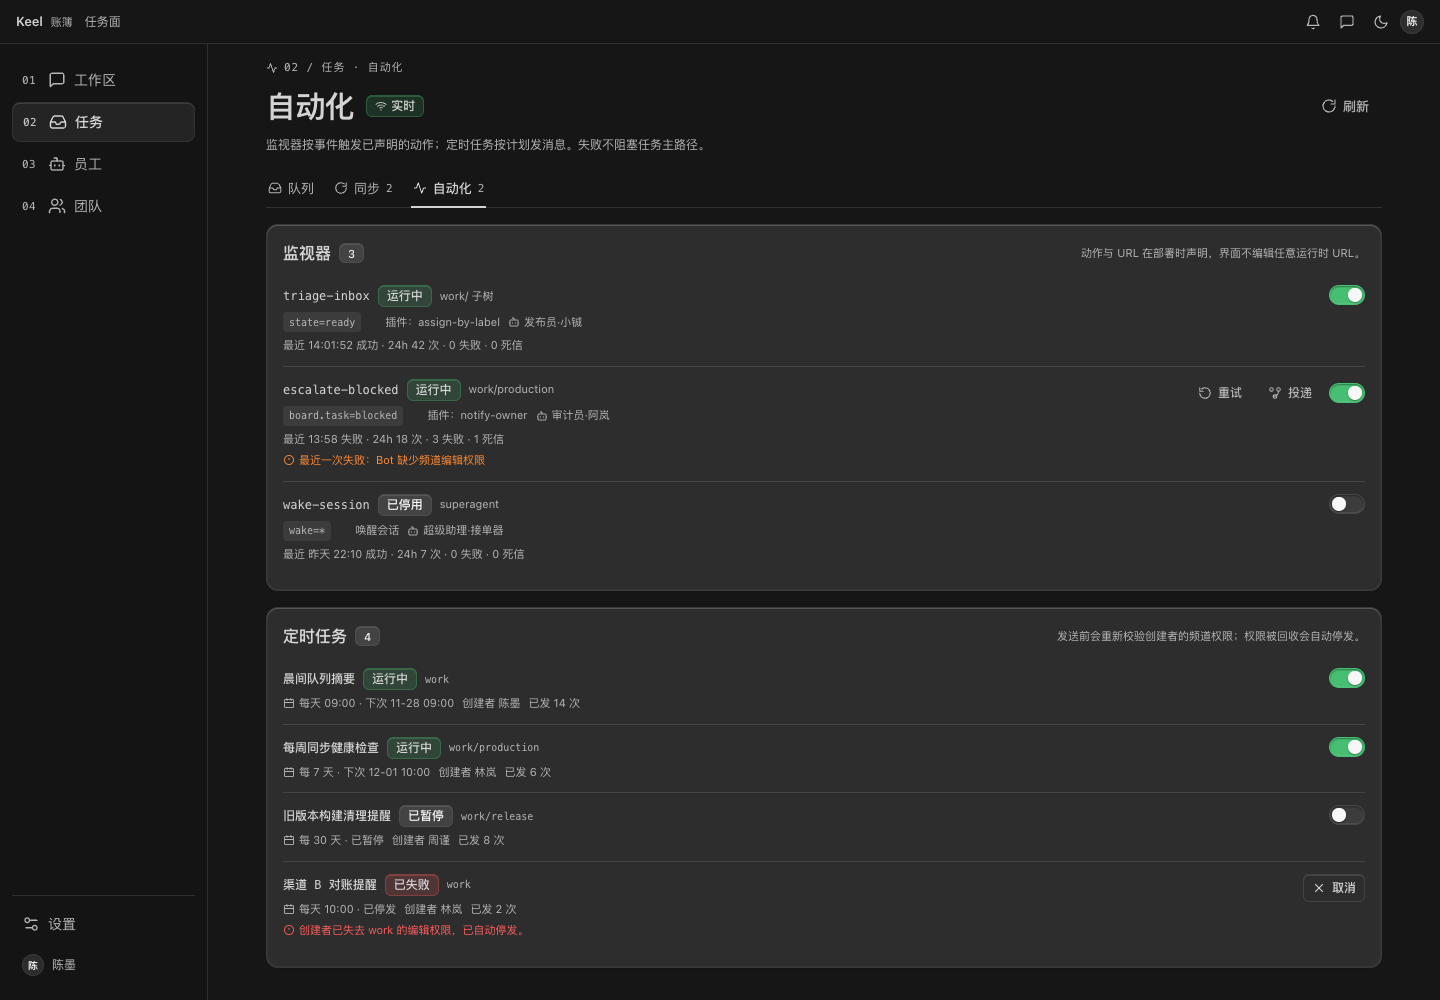 Keel 账簿 任务面
陈
01 工作区
02 任务
03 员工
04 团队
设置
陈 陈墨
02 / 任务 · 自动化
自动化 实时
刷新
监视器按事件触发已声明的动作；定时任务按计划发消息。失败不阻塞任务主路径。
队列 同步 2 自动化 2
监视器 3
动作与 URL 在部署时声明，界面不编辑任意运行时 URL。
triage-inbox 运行中 work/ 子树
state=ready 插件：assign-by-label 发布员·小铖
最近 14:01:52 成功 · 24h 42 次 · 0 失败 · 0 死信
escalate-blocked 运行中 work/production
重试 投递
board.task=blocked 插件：notify-owner 审计员·阿岚
最近 13:58 失败 · 24h 18 次 · 3 失败 · 1 死信
最近一次失败：Bot 缺少频道编辑权限
wake-session 已停用 superagent
wake=* 唤醒会话 超级助理·接单器
最近 昨天 22:10 成功 · 24h 7 次 · 0 失败 · 0 死信
定时任务 4
发送前会重新校验创建者的频道权限；权限被回收会自动停发。
晨间队列摘要 运行中 work
每天 09:00 · 下次 11-28 09:00 创建者 陈墨 已发 14 次
每周同步健康检查 运行中 work/production
每 7 天 · 下次 12-01 10:00 创建者 林岚 已发 6 次
旧版本构建清理提醒 已暂停 work/release
每 30 天 · 已暂停 创建者 周谨 已发 8 次
渠道 B 对账提醒 已失败 work
取消
每天 10:00 · 已停发 创建者 林岚 已发 2 次
创建者已失去 work 的编辑权限，已自动停发。